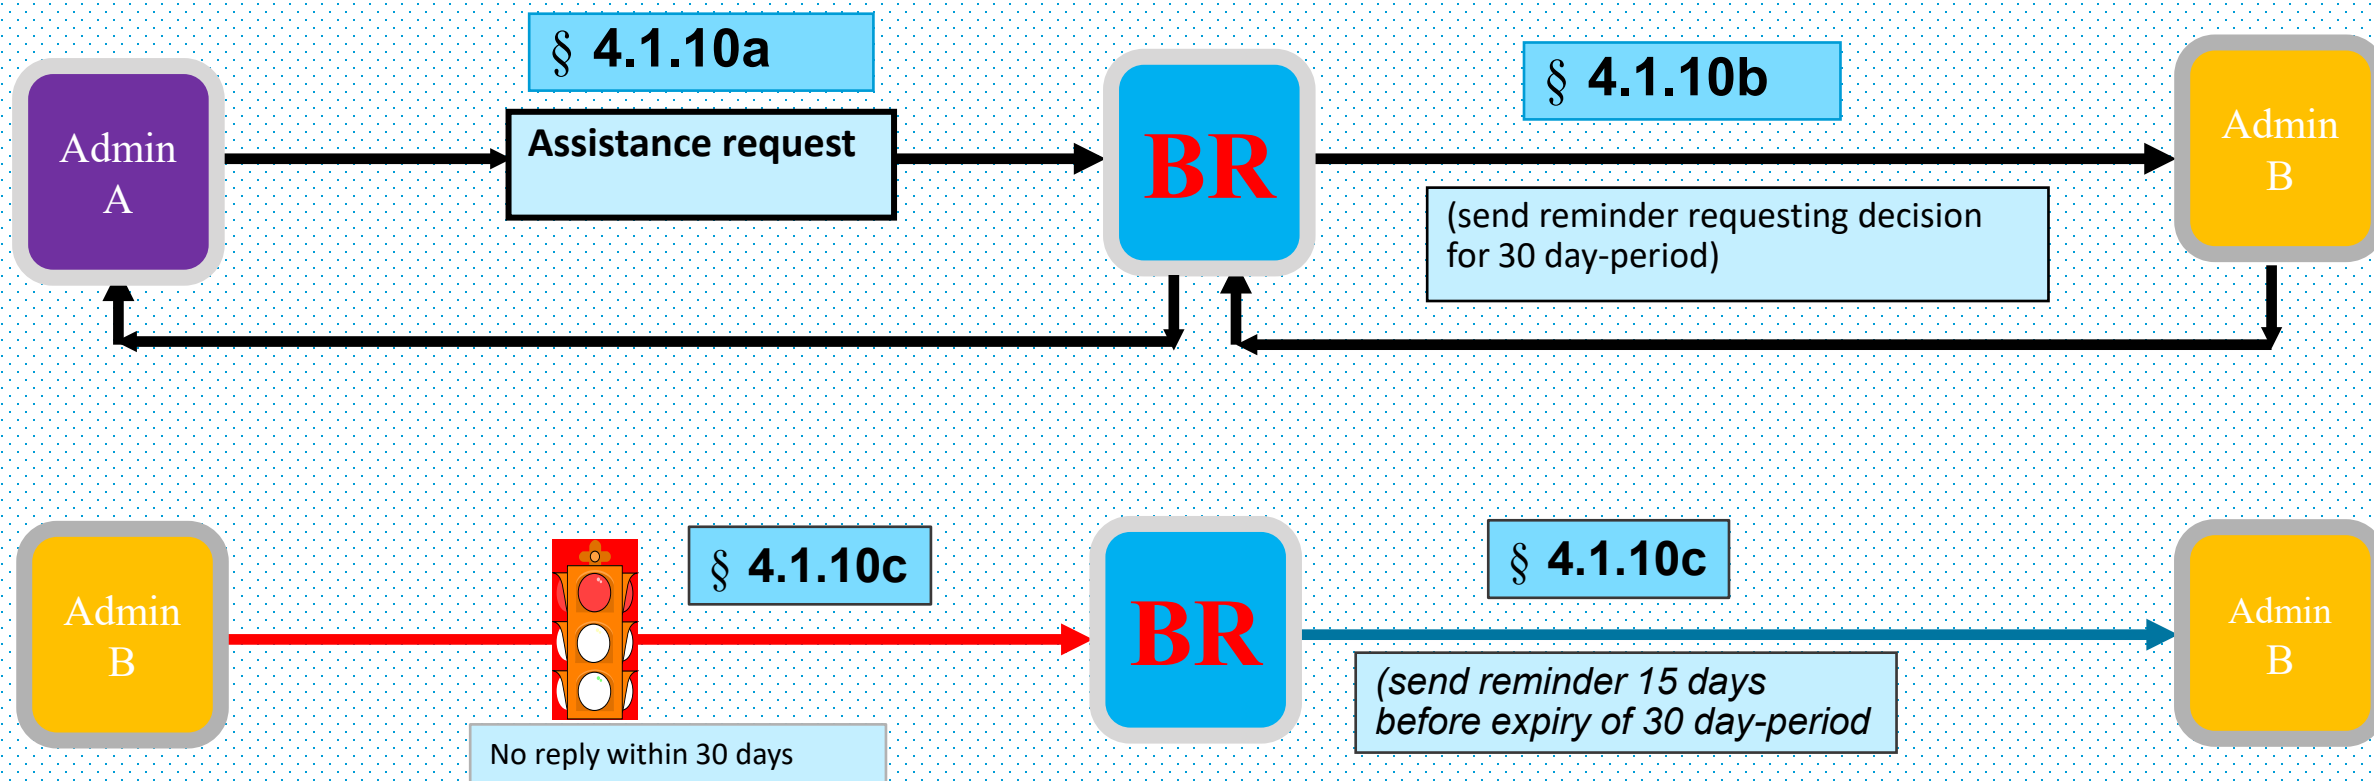 § 4.1.10a
§ 4.1.10b
Admin
A
Assistance request
BR
Admin
B
(send reminder requesting decision
for 30 day-period)
§ 4.1.10c
§ 4.1.10c
Admin
B
BR
Admin
B
(send reminder 15 days
before expiry of 30 day-period
No reply within 30 days